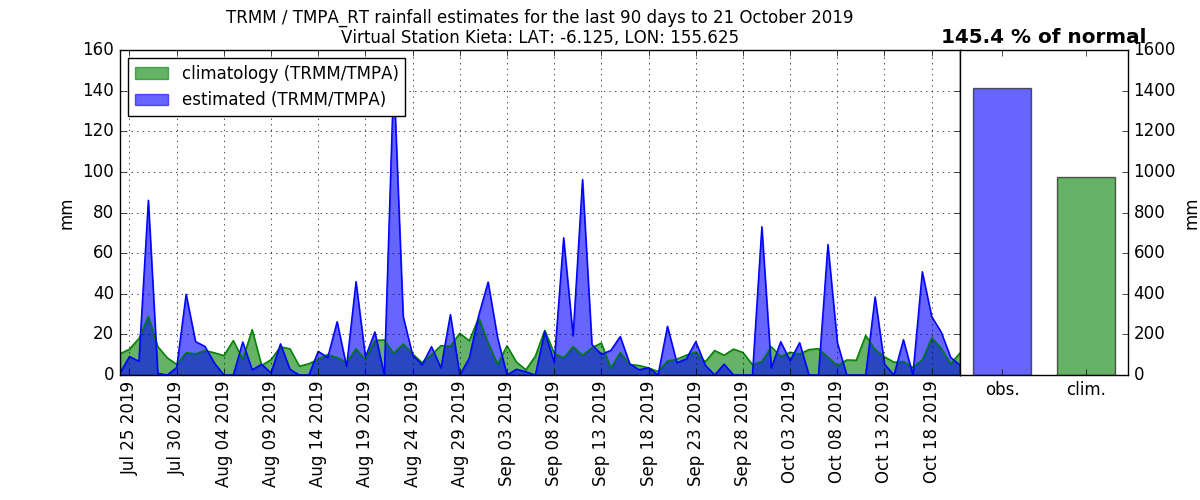 TRMM / TMPA_RT rainfall estimates for the last 90 days to 21 October 2019
Virtual Station Kieta: LAT: -6.125, LON: 155.625
145.4 % of normal
climatology (TRMM/TMPA)
estimated (TRMM/TMPA)
mm
160
140
120
100
80
60
40
20
0
Jul 25 2019
Jul 30 2019
Aug 04 2019
Aug 09 2019
Aug 14 2019
Aug 19 2019
Aug 24 2019
Aug 29 2019
Sep 03 2019
Sep 08 2019
Sep 13 2019
Sep 18 2019
Sep 23 2019
Sep 28 2019
Oct 03 2019
Oct 08 2019
Oct 13 2019
Oct 18 2019
1600
1400
1200
1000
800
600
400
200
0
mm
obs.
clim.